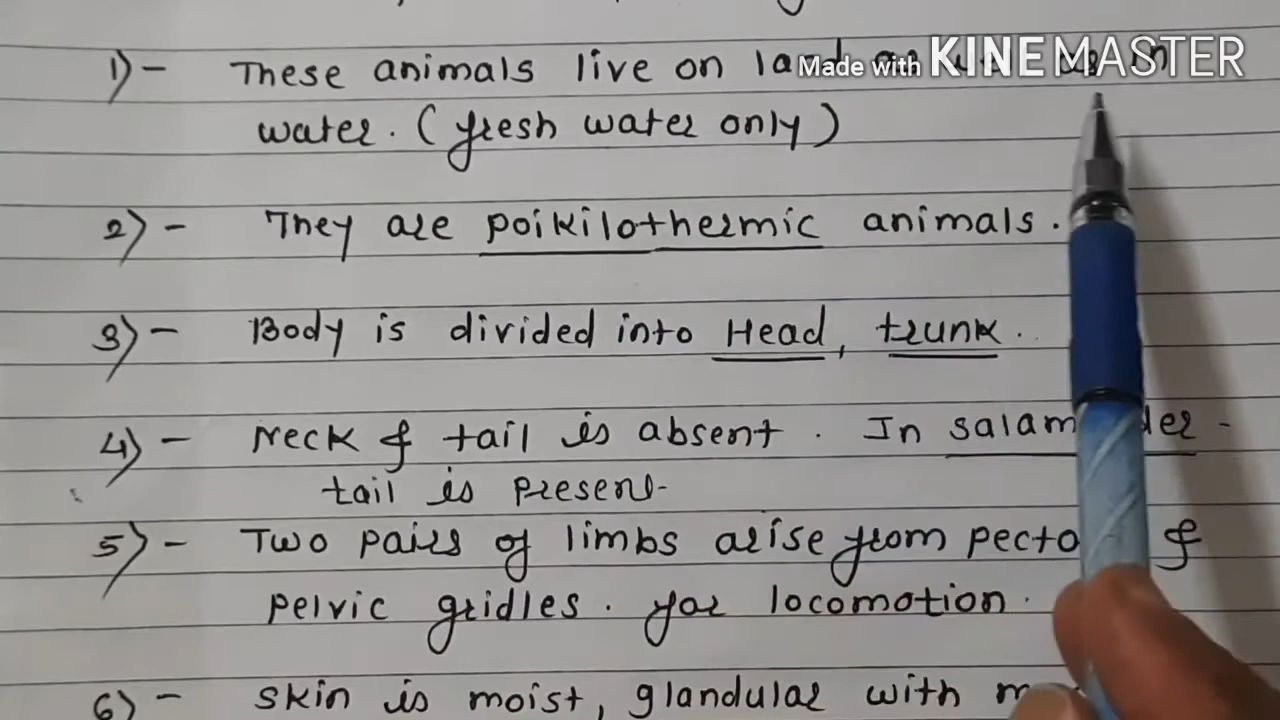 1) - These animals live on land as in
Made with KINEMASTER
water. (fresh water only)
2) - They are poikilothermic animals.
3) - Body is divided into Head, trunk.
4) - Neck & tail is absent. In
tail is present.
5) - Two pairs of limbs arise from &
pelvic gridles. for locomotion.
6) - skin is moist, glandular with